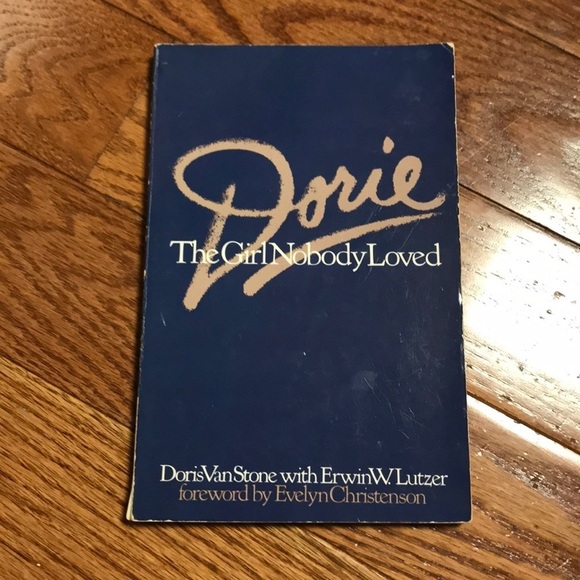 Dorie
The Girl Nobody Loved
Doris Van Stone with Erwin W. Lutzer
foreword by Evelyn Christenson